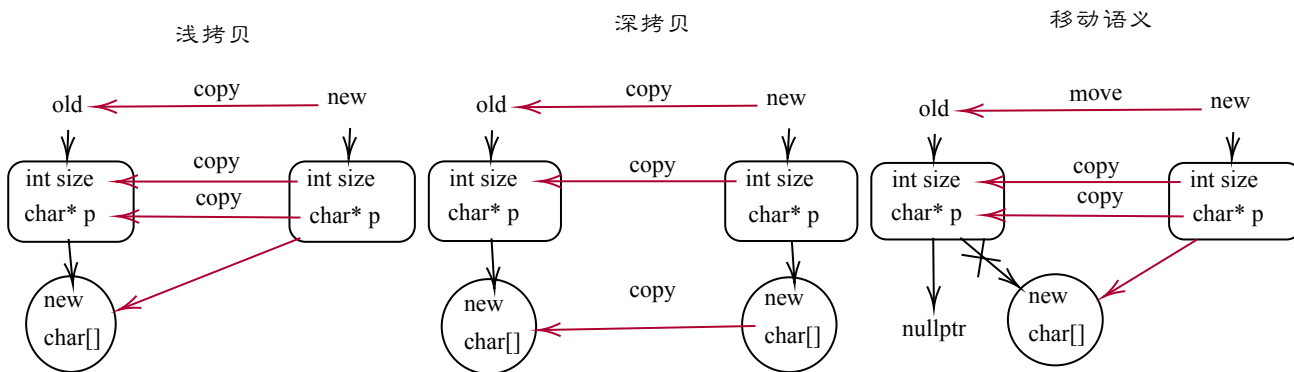 浅拷贝
old
copy
new
int size
char* p
copy
copy
int size
char* p
new
char[]
深拷贝
old
copy
new
int size
char* p
copy
int size
char* p
new
char[]
copy
new
char[]
移动语义
old
move
new
int size
char* p
copy
copy
int size
char* p
nullptr
new
char[]